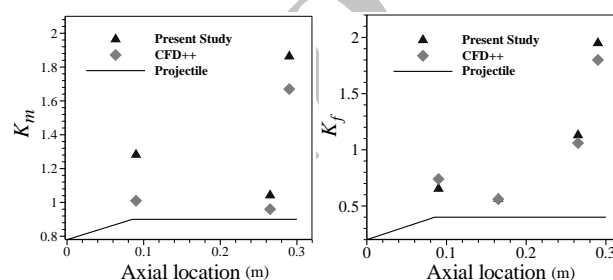 2
1.8
1.6
1.4
1.2
1
0.8
K_m
Present Study
CFD++
Projectile
0 0.1 0.2 0.3
Axial location (m)
2
1.5
1
0.5
K_f
Present Study
CFD++
Projectile
0 0.1 0.2 0.3
Axial location (m)